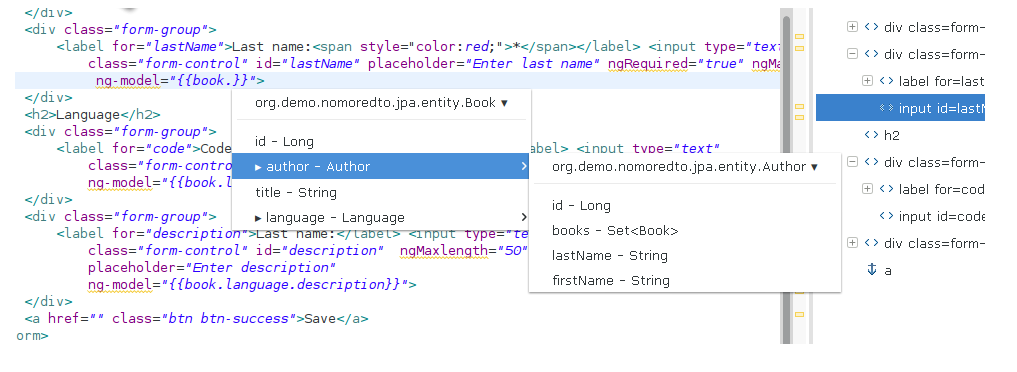 </div>
<div class="form-group">
<label for="lastName">Last name:<span style="color:red;">*</span></label> <input type="text
class="form-control" id="lastName" placeholder="Enter last name" ngRequired="true" ngMa
ng-model="{{book.}}">
</div>
<h2>Language</h2>
<div class="form-group">
<label for="code">Code
label> <input type="text"
class="form-contro
ng-model="{{book.l
</div>
<div class="form-group">
<label for="description">Last name:</label> <input type="te
class="form-control" id="description" ngMaxlength="50"
placeholder="Enter description"
ng-model="{{book.language.description}}">
</div>
<a href="" class="btn btn-success">Save</a>
orm>
org.demo.nomoredto.jpa.entity.Book ▾
id - Long
▸ author - Author
title - String
▸ language - Language
org.demo.nomoredto.jpa.entity.Author ▾
id - Long
books - Set<Book>
lastName - String
firstName - String
<> div class=form-
<> div class=form-
<> label for=last
<> input id=lastN
<> h2
<> div class=form-
<> label for=cod
<> input id=code
<> div class=form-
a